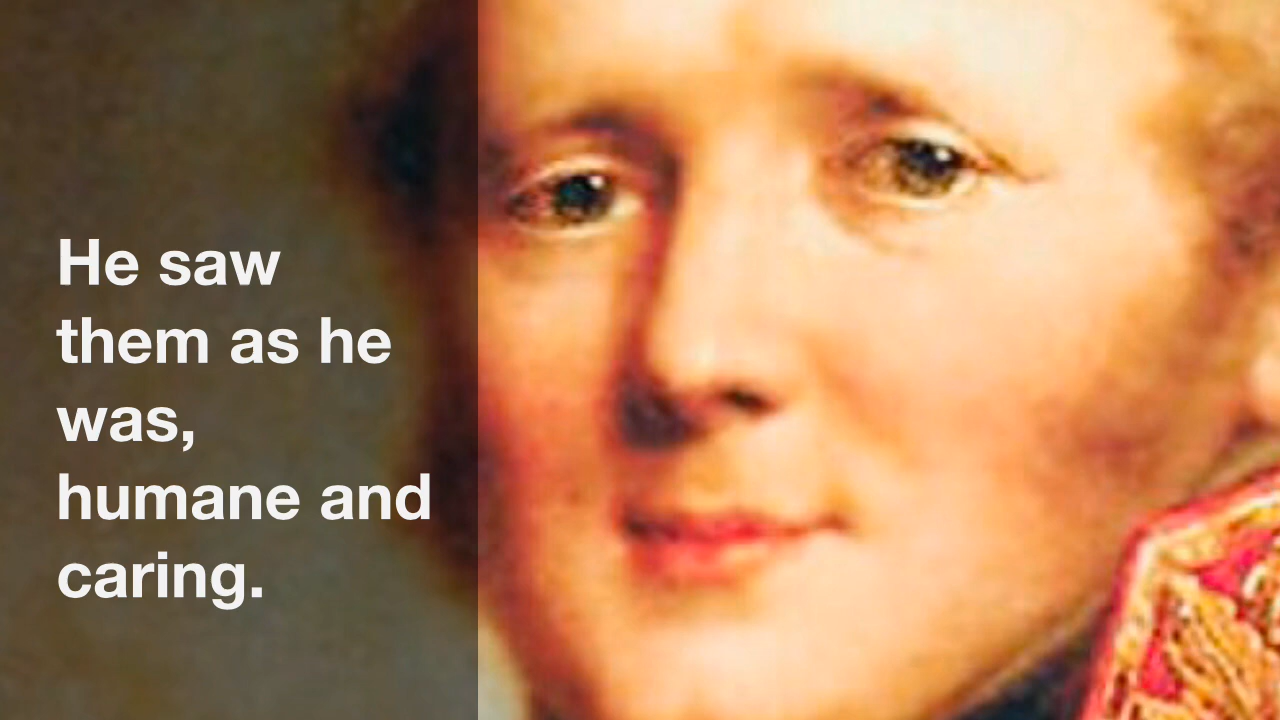 He saw
them as he
was,
humane and
caring.